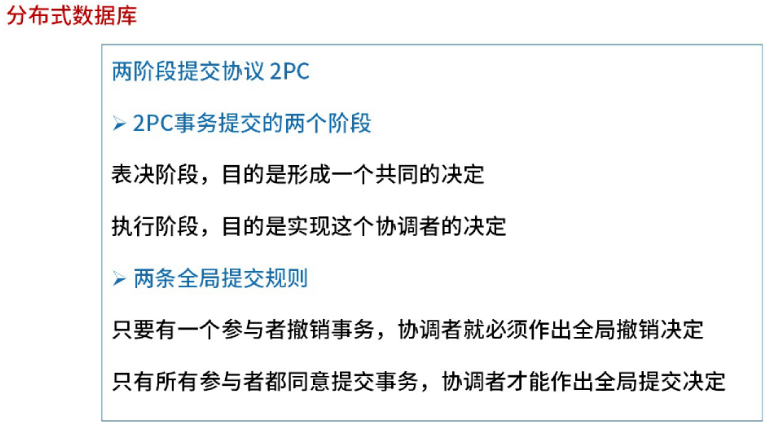 分布式数据库
两阶段提交协议 2PC
➢ 2PC事务提交的两个阶段
表决阶段，目的是形成一个共同的决定
执行阶段，目的是实现这个协调者的决定
➢ 两条全局提交规则
只要有一个参与者撤销事务，协调者就必须作出全局撤销决定
只有所有参与者都同意提交事务，协调者才能作出全局提交决定